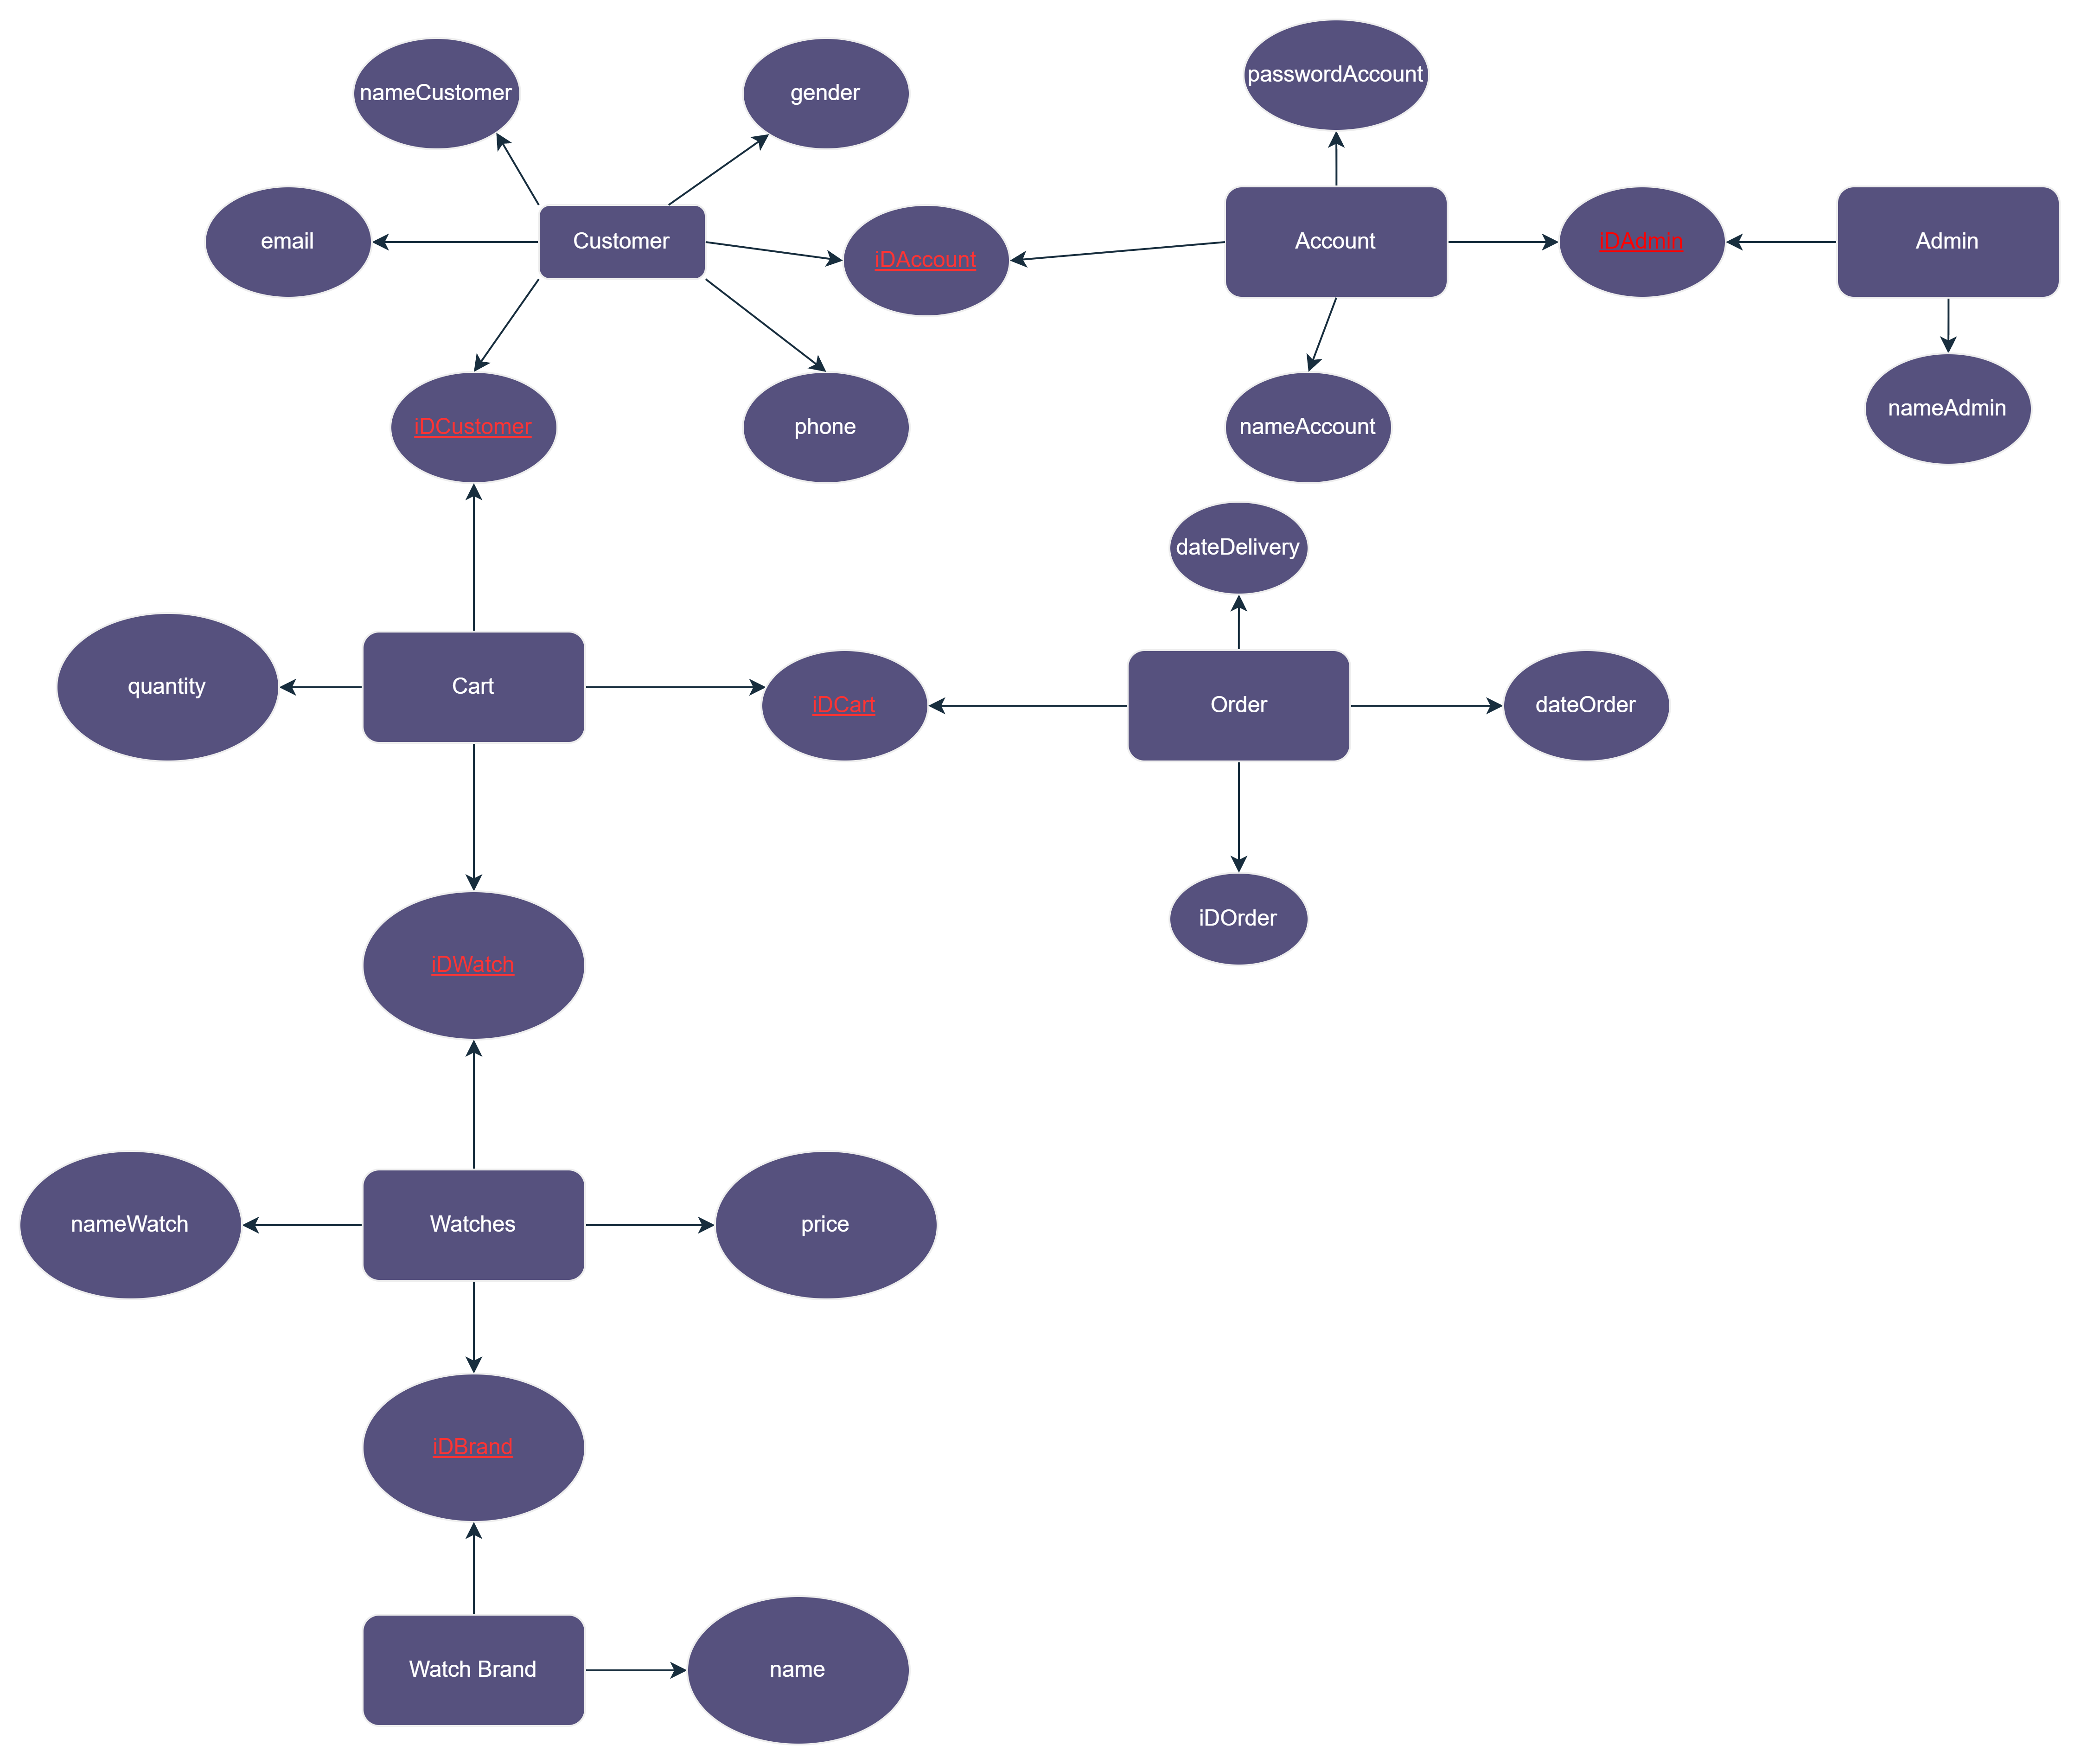 passwordAccount
nameCustomer
gender
email
Customer
iDAccount
Account
iDAdmin
Admin
iDCustomer
phone
nameAccount
nameAdmin
dateDelivery
quantity
Cart
iDCart
Order
dateOrder
iDOrder
iDWatch
nameWatch
Watches
price
iDBrand
Watch Brand
name